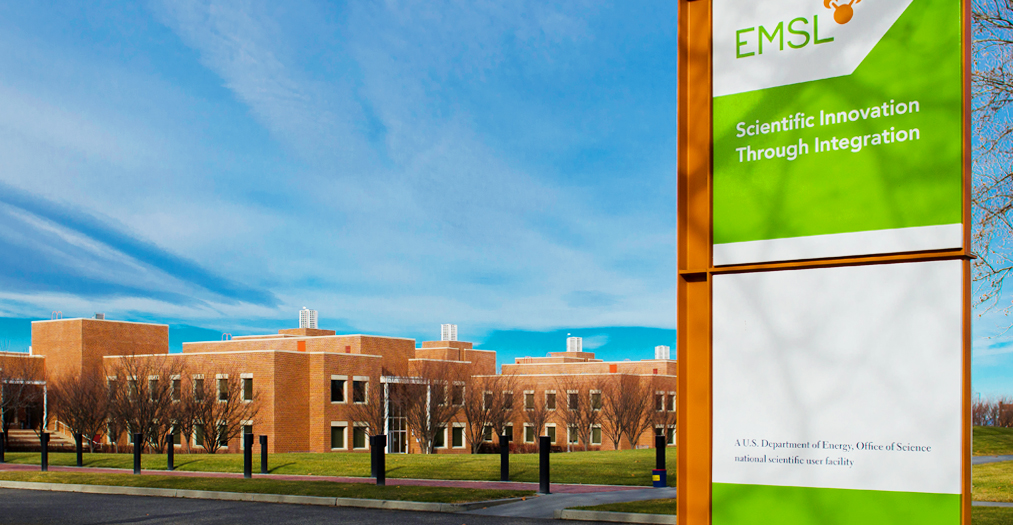 EMSL
Scientific Innovation
Through Integration
A U.S. Department of Energy, Office of Science
national scientific user facility